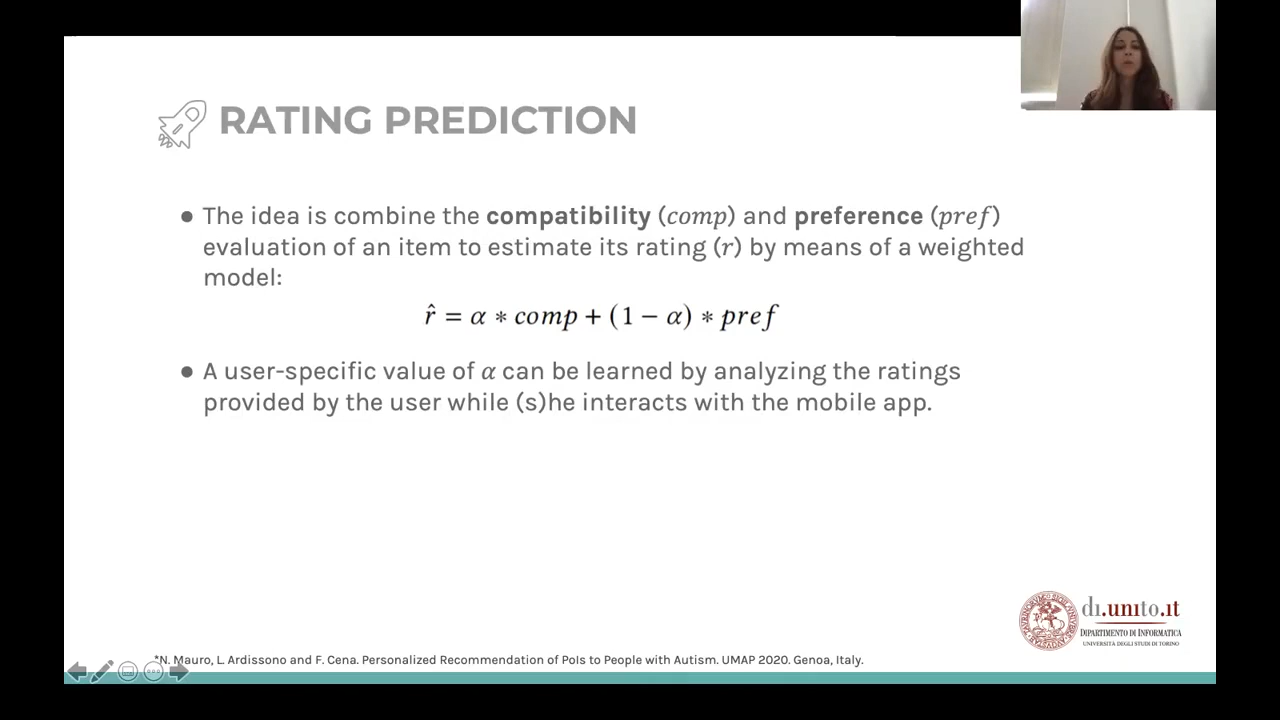 RATING PREDICTION
● The idea is combine the compatibility (comp) and preference (pref)
evaluation of an item to estimate its rating (r) by means of a weighted
model:
r̂ = α ∗ comp + (1 − α) ∗ pref
● A user-specific value of α can be learned by analyzing the ratings
provided by the user while (s)he interacts with the mobile app.
di.unito.it
DIPARTIMENTO DI INFORMATICA
UNIVERSITÀ DEGLI STUDI DI TORINO
*N. Mauro, L. Ardissono and F. Cena. Personalized Recommendation of PoIs to People with Autism. UMAP 2020. Genoa, Italy.